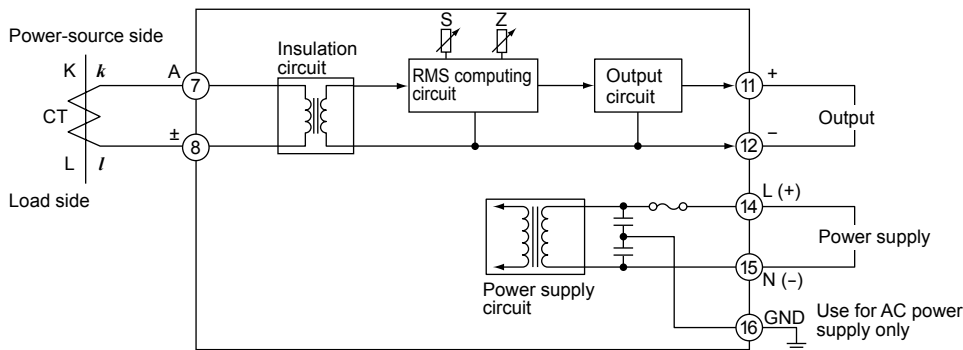 S
Z
Power-source side
Insulation
circuit
K
k
A
7
RMS computing
circuit
Output
circuit
+
11
CT
Output
±
8
−
12
L
l
Load side
L (+)
14
Power supply
15
N (−)
Power supply
circuit
GND
16
Use for AC power
supply only